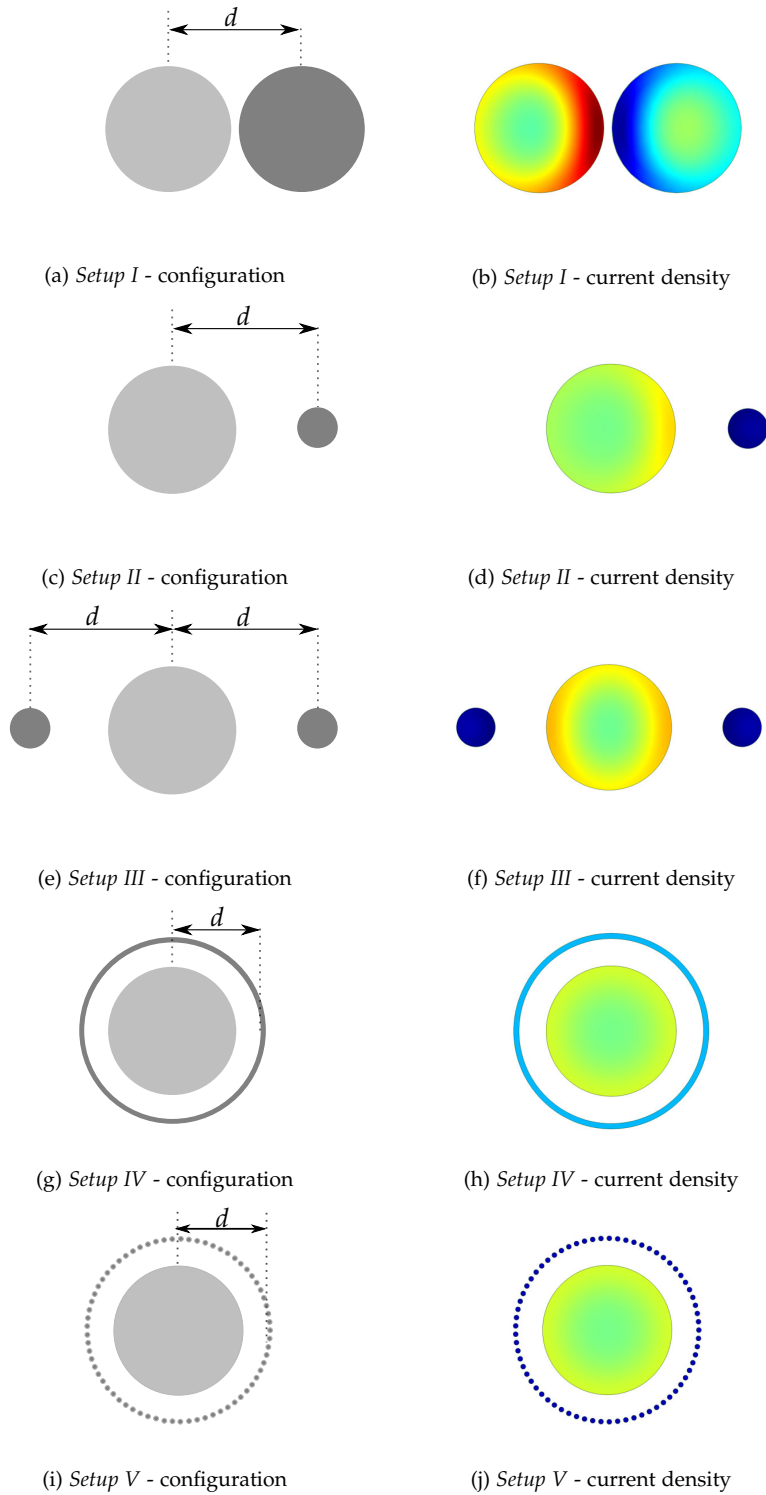 d
(a) Setup I - configuration
(b) Setup I - current density
d
(c) Setup II - configuration
(d) Setup II - current density
d
d
(e) Setup III - configuration
(f) Setup III - current density
d
(g) Setup IV - configuration
(h) Setup IV - current density
d
(i) Setup V - configuration
(j) Setup V - current density